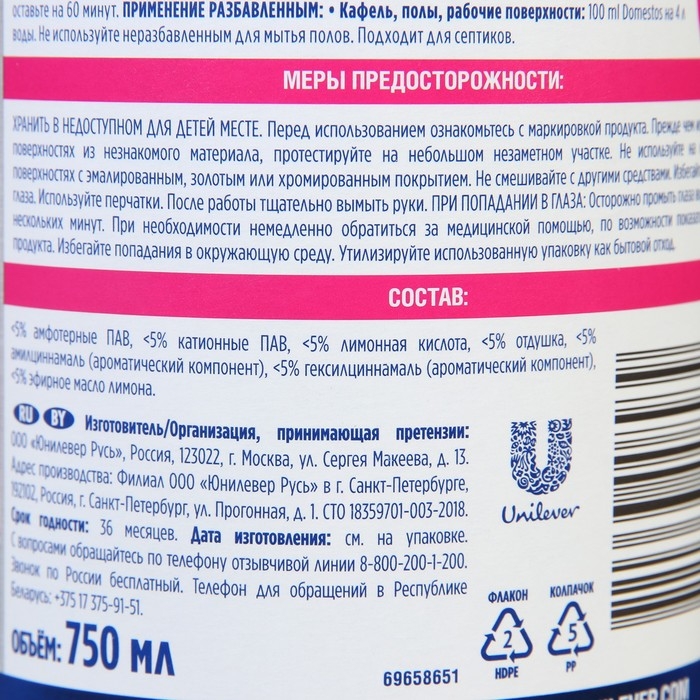 оставьте на 60 минут. ПРИМЕНЕНИЕ РАЗБАВЛЕННЫМ: • Кафель, полы, рабочие поверхности: 100 ml Domestos на 4 л
воды. Не используйте неразбавленным для мытья полов. Подходит для септиков.
МЕРЫ ПРЕДОСТОРОЖНОСТИ:
ХРАНИТЬ В НЕДОСТУПНОМ ДЛЯ ДЕТЕЙ МЕСТЕ. Перед использованием ознакомьтесь с маркировкой продукта. Прежде чем
поверхностях из незнакомого материала, протестируйте на небольшом незаметном участке. Не используйте на
поверхностях с эмалированным, золотым или хромированным покрытием. Не смешивайте с другими средствами.
глаза. Используйте перчатки. После работы тщательно вымыть руки. ПРИ ПОПАДАНИИ В ГЛАЗА: Осторожно промыть глаза
нескольких минут. При необходимости немедленно обратиться за медицинской помощью, по возможности
продукта. Избегайте попадания в окружающую среду. Утилизируйте использованную упаковку как бытовой отход.
СОСТАВ:
<5% амфотерные ПАВ, <5% катионные ПАВ, <5% лимонная кислота, <5% отдушка, <5%
амилциннамаль (ароматический компонент), <5% гексилциннамаль (ароматический компонент),
<5% эфирное масло лимона.
RU BY Изготовитель/Организация, принимающая претензии:
ООО «Юнилевер Русь», Россия, 123022, г. Москва, ул. Сергея Макеева, д. 13.
Адрес производства: Филиал ООО «Юнилевер Русь» в г. Санкт-Петербурге,
192102, Россия, г. Санкт-Петербург, ул. Прогонная, д. 1. СТО 18359701-003-2018.
Срок годности: 36 месяцев. Дата изготовления: см. на упаковке.
С вопросами обращайтесь по телефону отзывчивой линии 8-800-200-1-200.
Звонок по России бесплатный. Телефон для обращений в Республике
Беларусь: +375 17 375-91-51.
ОБЪЁМ: 750 МЛ
Unilever
ФЛАКОН КОЛПАЧОК
2 5
HDPE PP
69658651